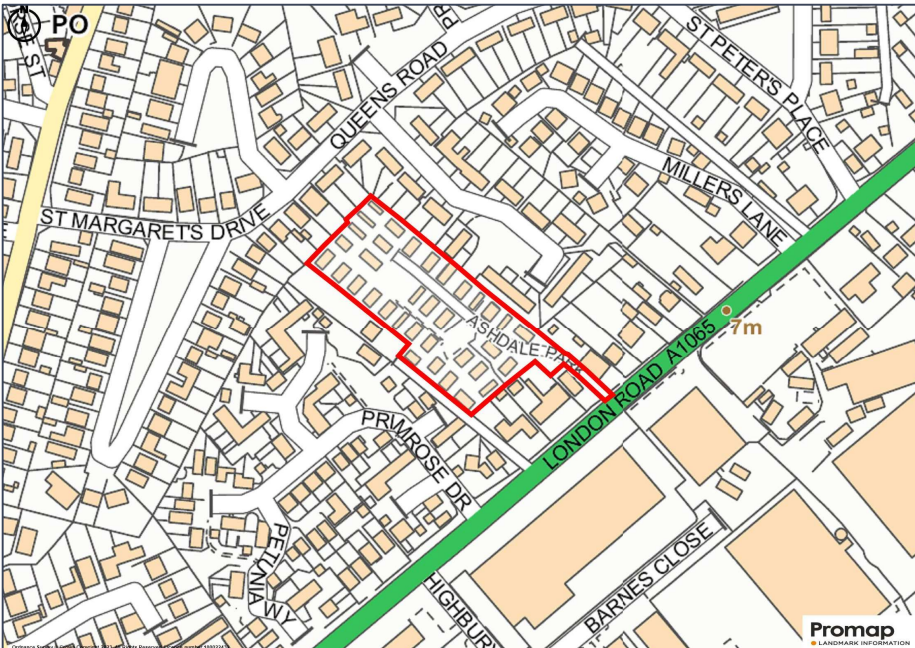 N
PO
QUEENS ROAD
ST PETER'S PLACE
MILLERS LANE
ST MARGARET'S DRIVE
7m
ASHDALE PARK
LONDON ROAD A1065
PRIMROSE DR
PETUNIA WY
HIGHBURY
BARNES CLOSE
Promap
LANDMARK INFORMATION